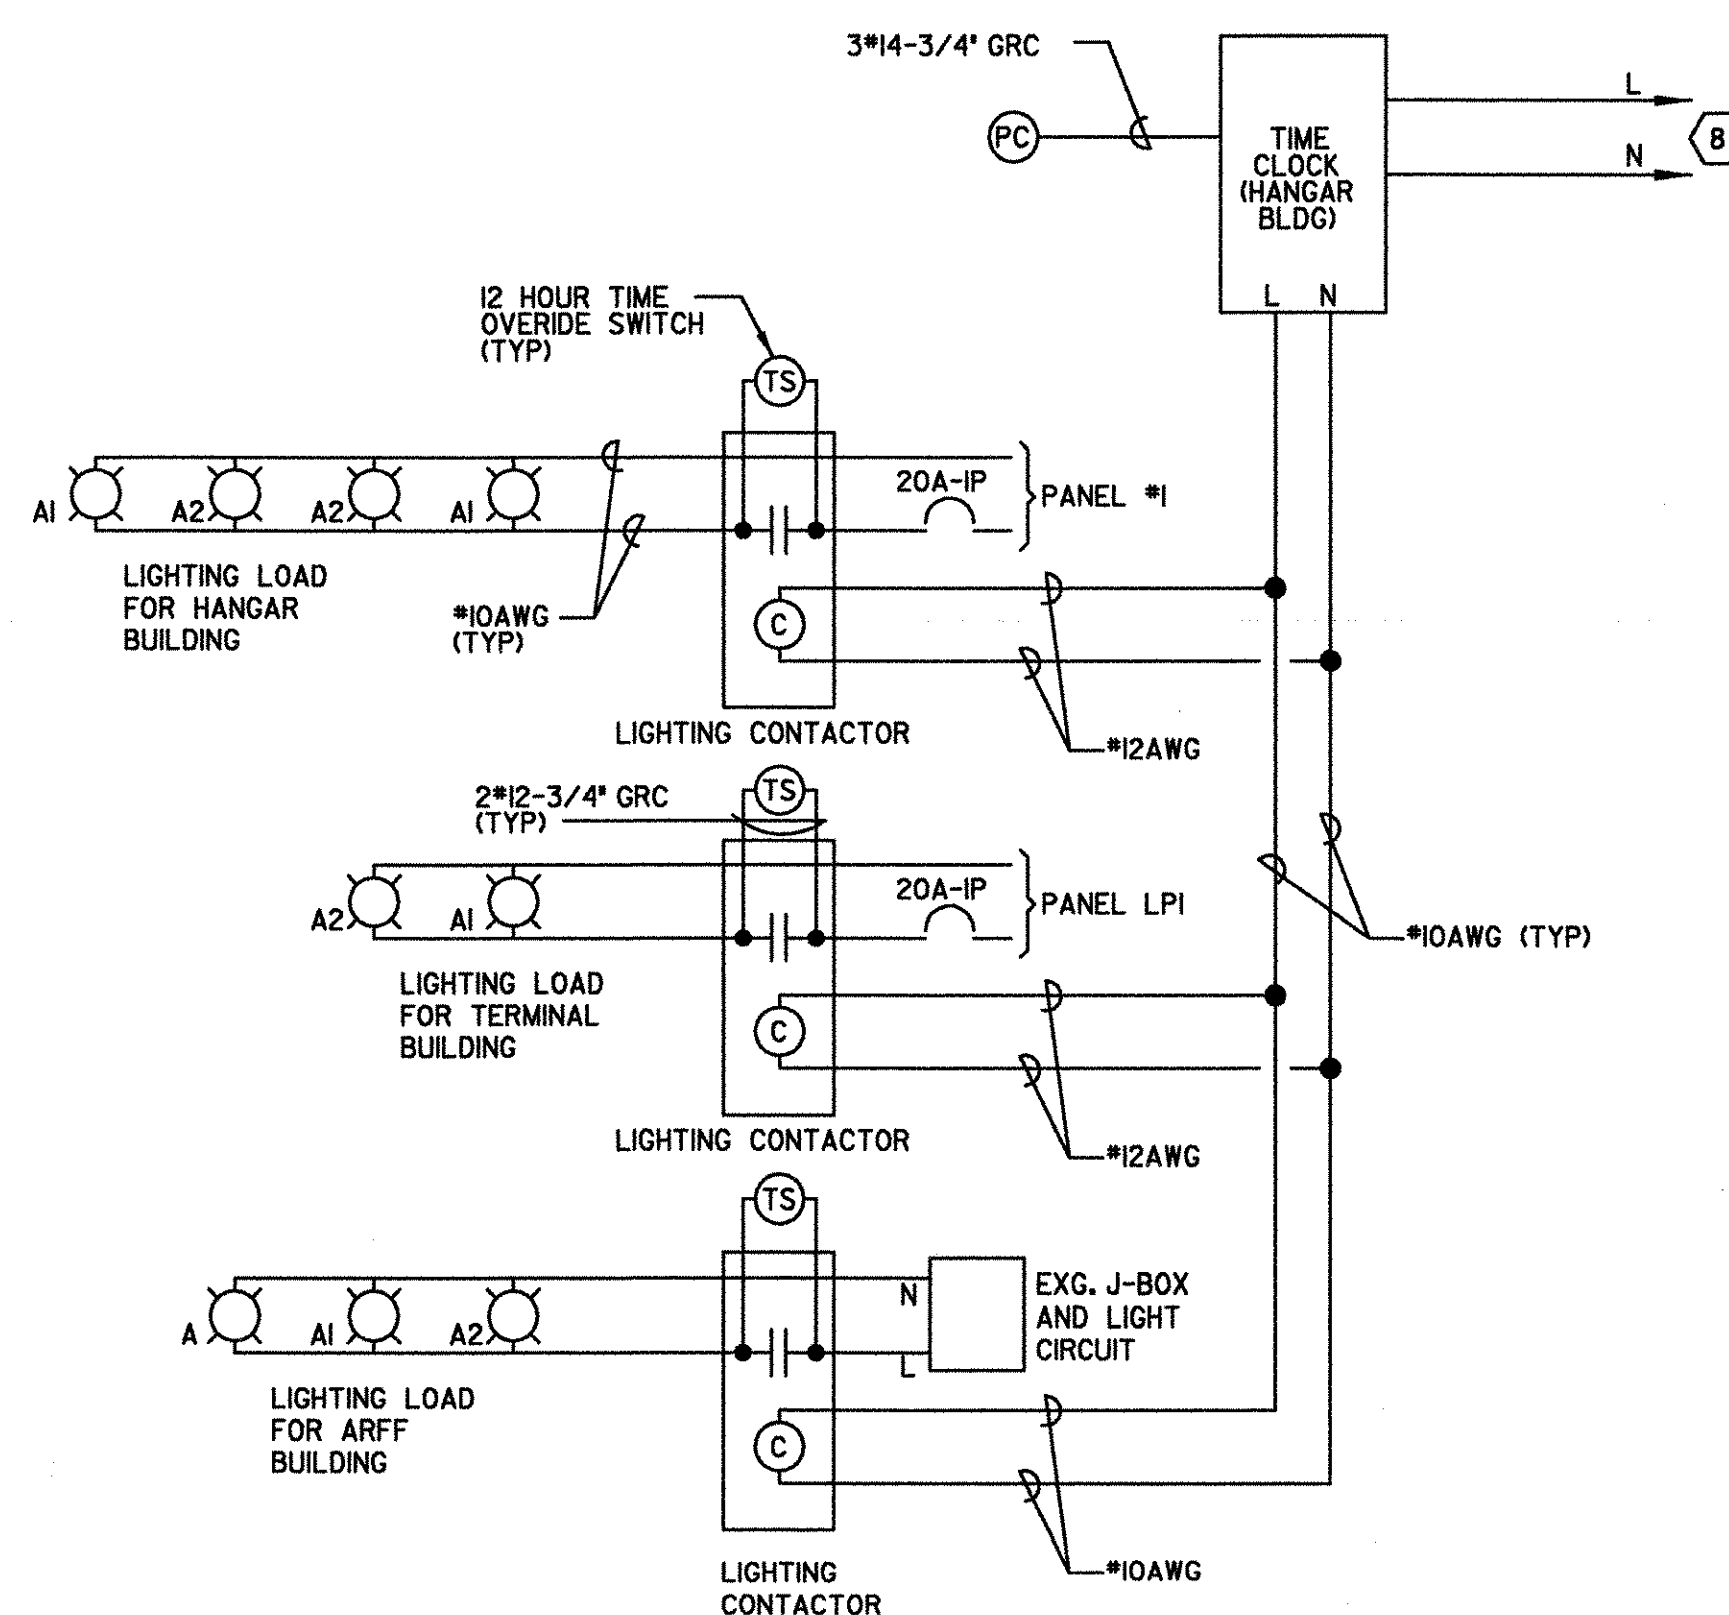 3#14-3/4" GRC
PC
TIME
CLOCK
(HANGAR
BLDG)
L
N
8
L N
12 HOUR TIME
OVERIDE SWITCH
(TYP)
TS
A1 A2 A2 A1
20A-1P
PANEL #1
LIGHTING LOAD
FOR HANGAR
BUILDING
#10AWG
(TYP)
C
LIGHTING CONTACTOR
#12AWG
2#12-3/4" GRC
(TYP)
TS
A2 A1
20A-1P
PANEL LP1
#10AWG (TYP)
LIGHTING LOAD
FOR TERMINAL
BUILDING
C
LIGHTING CONTACTOR
#12AWG
TS
A A1 A2
N
L
EXG. J-BOX
AND LIGHT
CIRCUIT
LIGHTING LOAD
FOR ARFF
BUILDING
C
LIGHTING
CONTACTOR
#10AWG